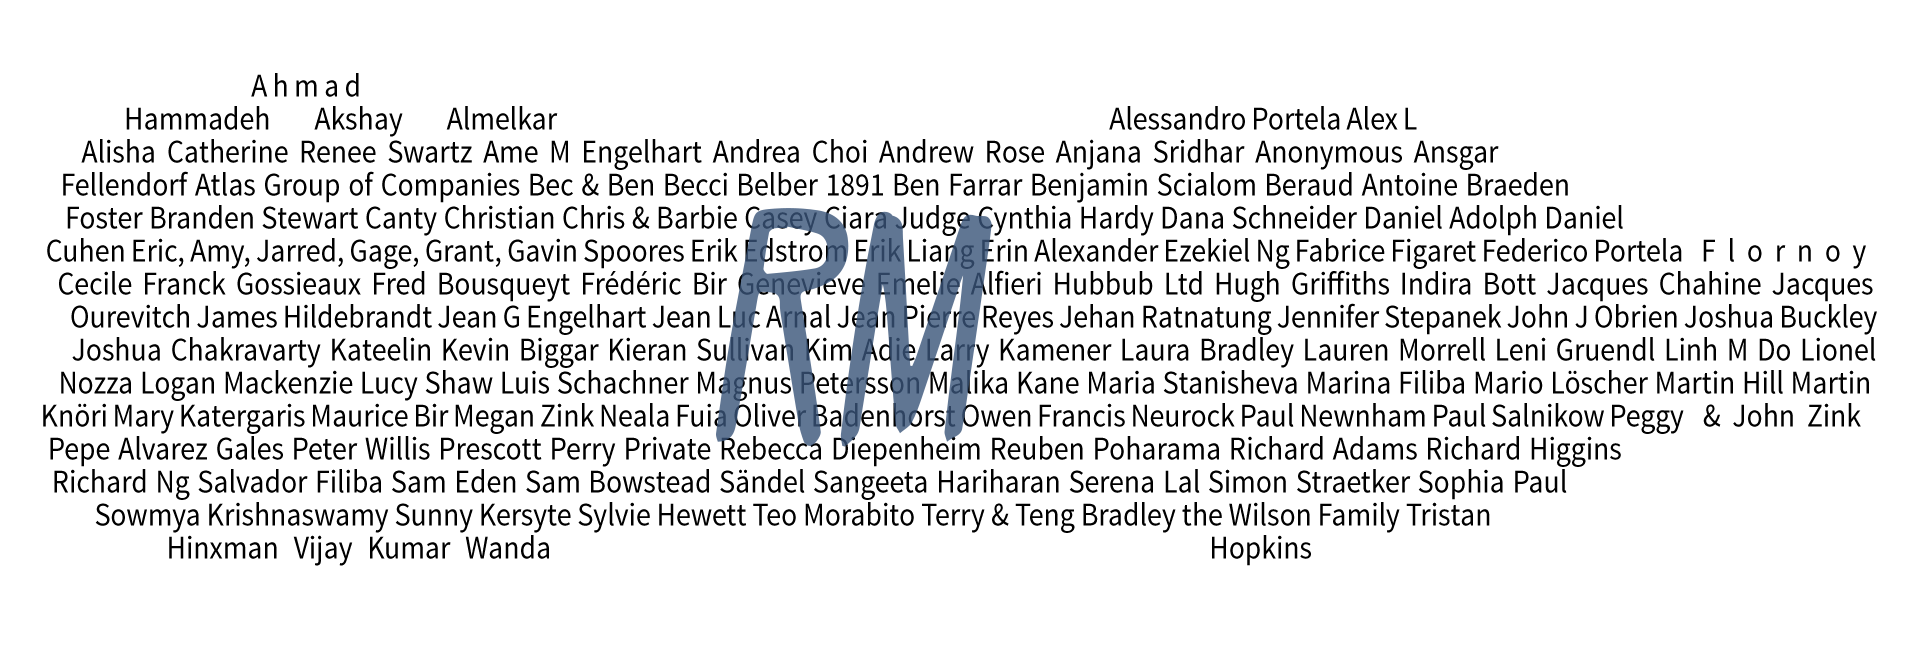 Ahmad
Hammadeh Akshay Almelkar Alessandro Portela Alex L
Alisha Catherine Renee Swartz Ame M Engelhart Andrea Choi Andrew Rose Anjana Sridhar Anonymous Ansgar
Fellendorf Atlas Group of Companies Bec & Ben Becci Belber 1891 Ben Farrar Benjamin Scialom Beraud Antoine Braeden
Foster Branden Stewart Canty Christian Chris & Barbie Casey Ciara Judge Cynthia Hardy Dana Schneider Daniel Adolph Daniel
Cuhen Eric, Amy, Jarred, Gage, Grant, Gavin Spoores Erik Edstrom Erik Liang Erin Alexander Ezekiel Ng Fabrice Figaret Federico Portela Flornoy
Cecile Franck Gossieaux Fred Bousqueyt Frédéric Bir Genevieve Emelie Alfieri Hubbub Ltd Hugh Griffiths Indira Bott Jacques Chahine Jacques
Ourevitch James Hildebrandt Jean G Engelhart Jean Luc Arnal Jean Pierre Reyes Jehan Ratnatung Jennifer Stepanek John J Obrien Joshua Buckley
Joshua Chakravarty Kateelin Kevin Biggar Kieran Sullivan Kim Adie Larry Kamener Laura Bradley Lauren Morrell Leni Gruendl Linh M Do Lionel
Nozza Logan Mackenzie Lucy Shaw Luis Schachner Magnus Petersson Malika Kane Maria Stanisheva Marina Filiba Mario Löscher Martin Hill Martin
Knöri Mary Katergaris Maurice Bir Megan Zink Neala Fuia Oliver Badenhorst Owen Francis Neurock Paul Newnham Paul Salnikow Peggy & John Zink
Pepe Alvarez Gales Peter Willis Prescott Perry Private Rebecca Diepenheim Reuben Poharama Richard Adams Richard Higgins
Richard Ng Salvador Filiba Sam Eden Sam Bowstead Sändel Sangeeta Hariharan Serena Lal Simon Straetker Sophia Paul
Sowmya Krishnaswamy Sunny Kersyte Sylvie Hewett Teo Morabito Terry & Teng Bradley the Wilson Family Tristan
Hinxman Vijay Kumar Wanda Hopkins
RM